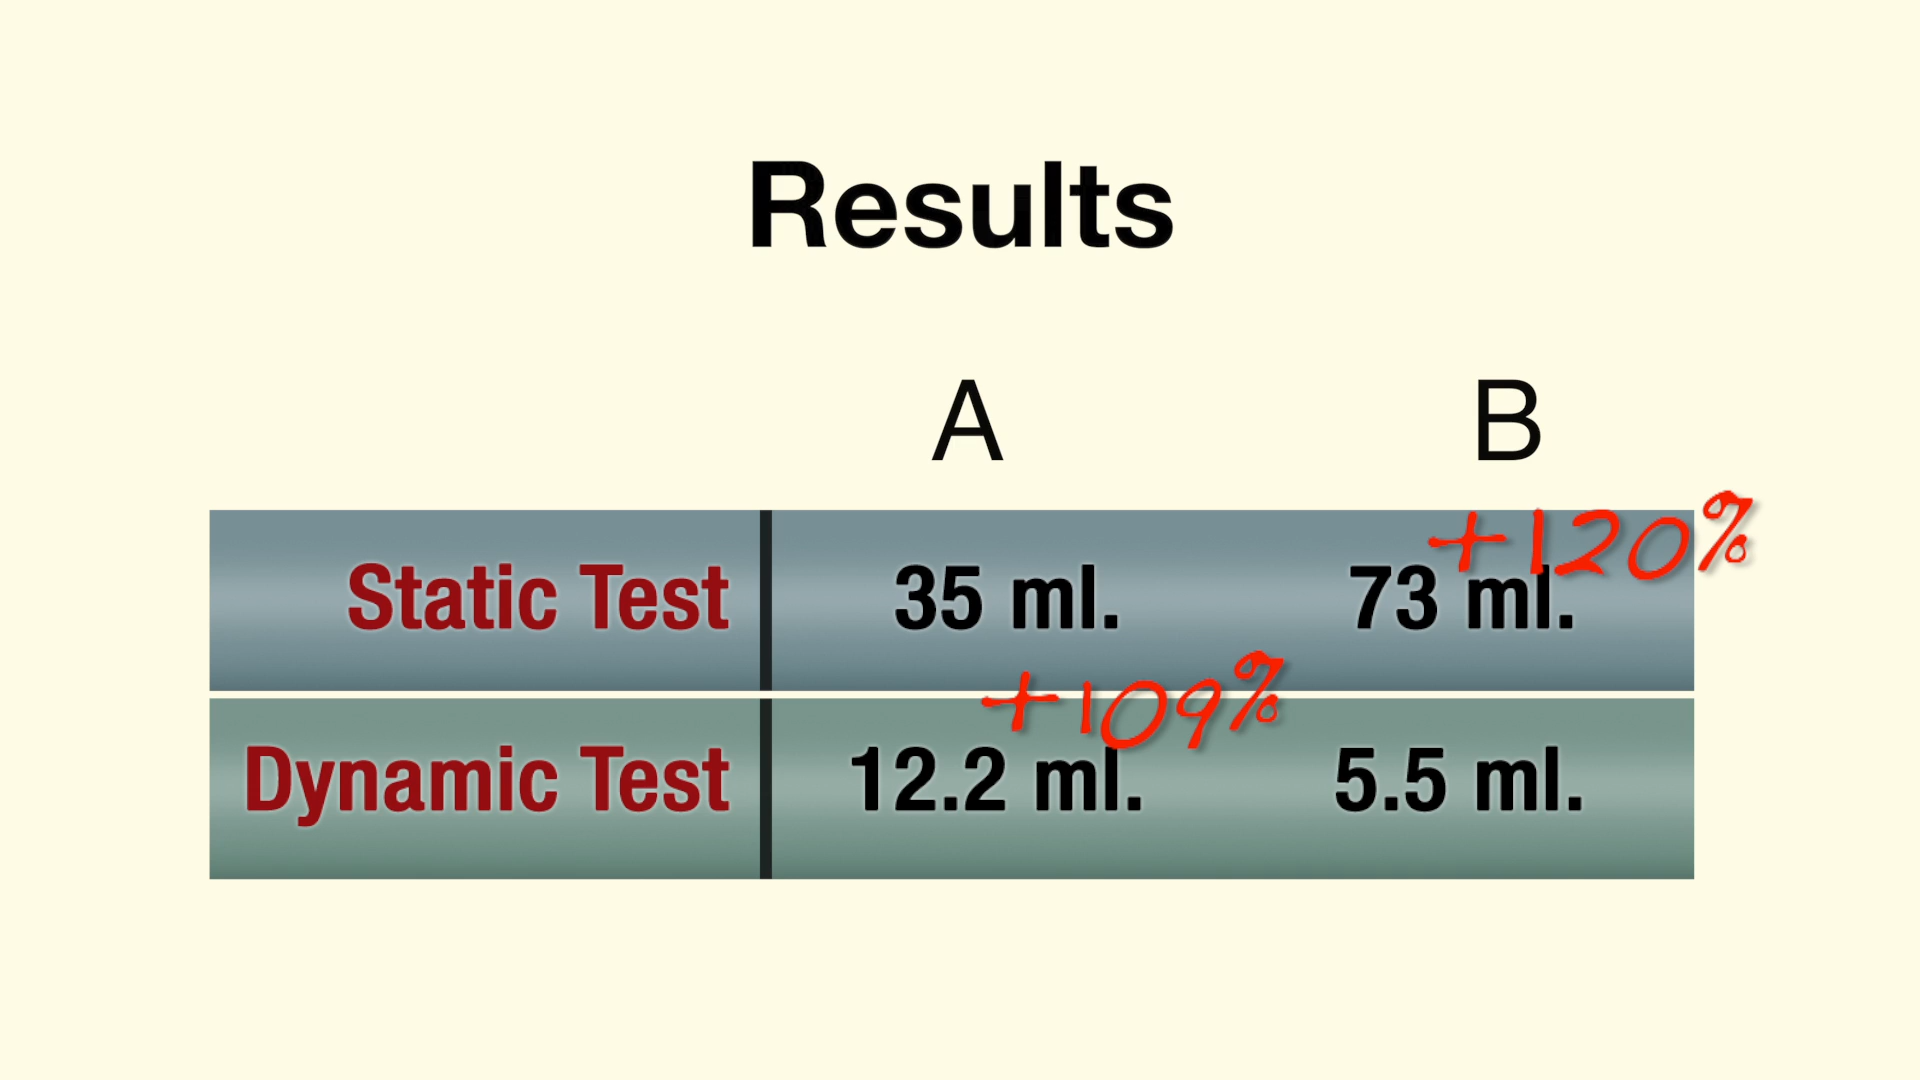 Results
A B
+120%
Static Test 35 ml. 73 ml.
+109%
Dynamic Test 12.2 ml. 5.5 ml.